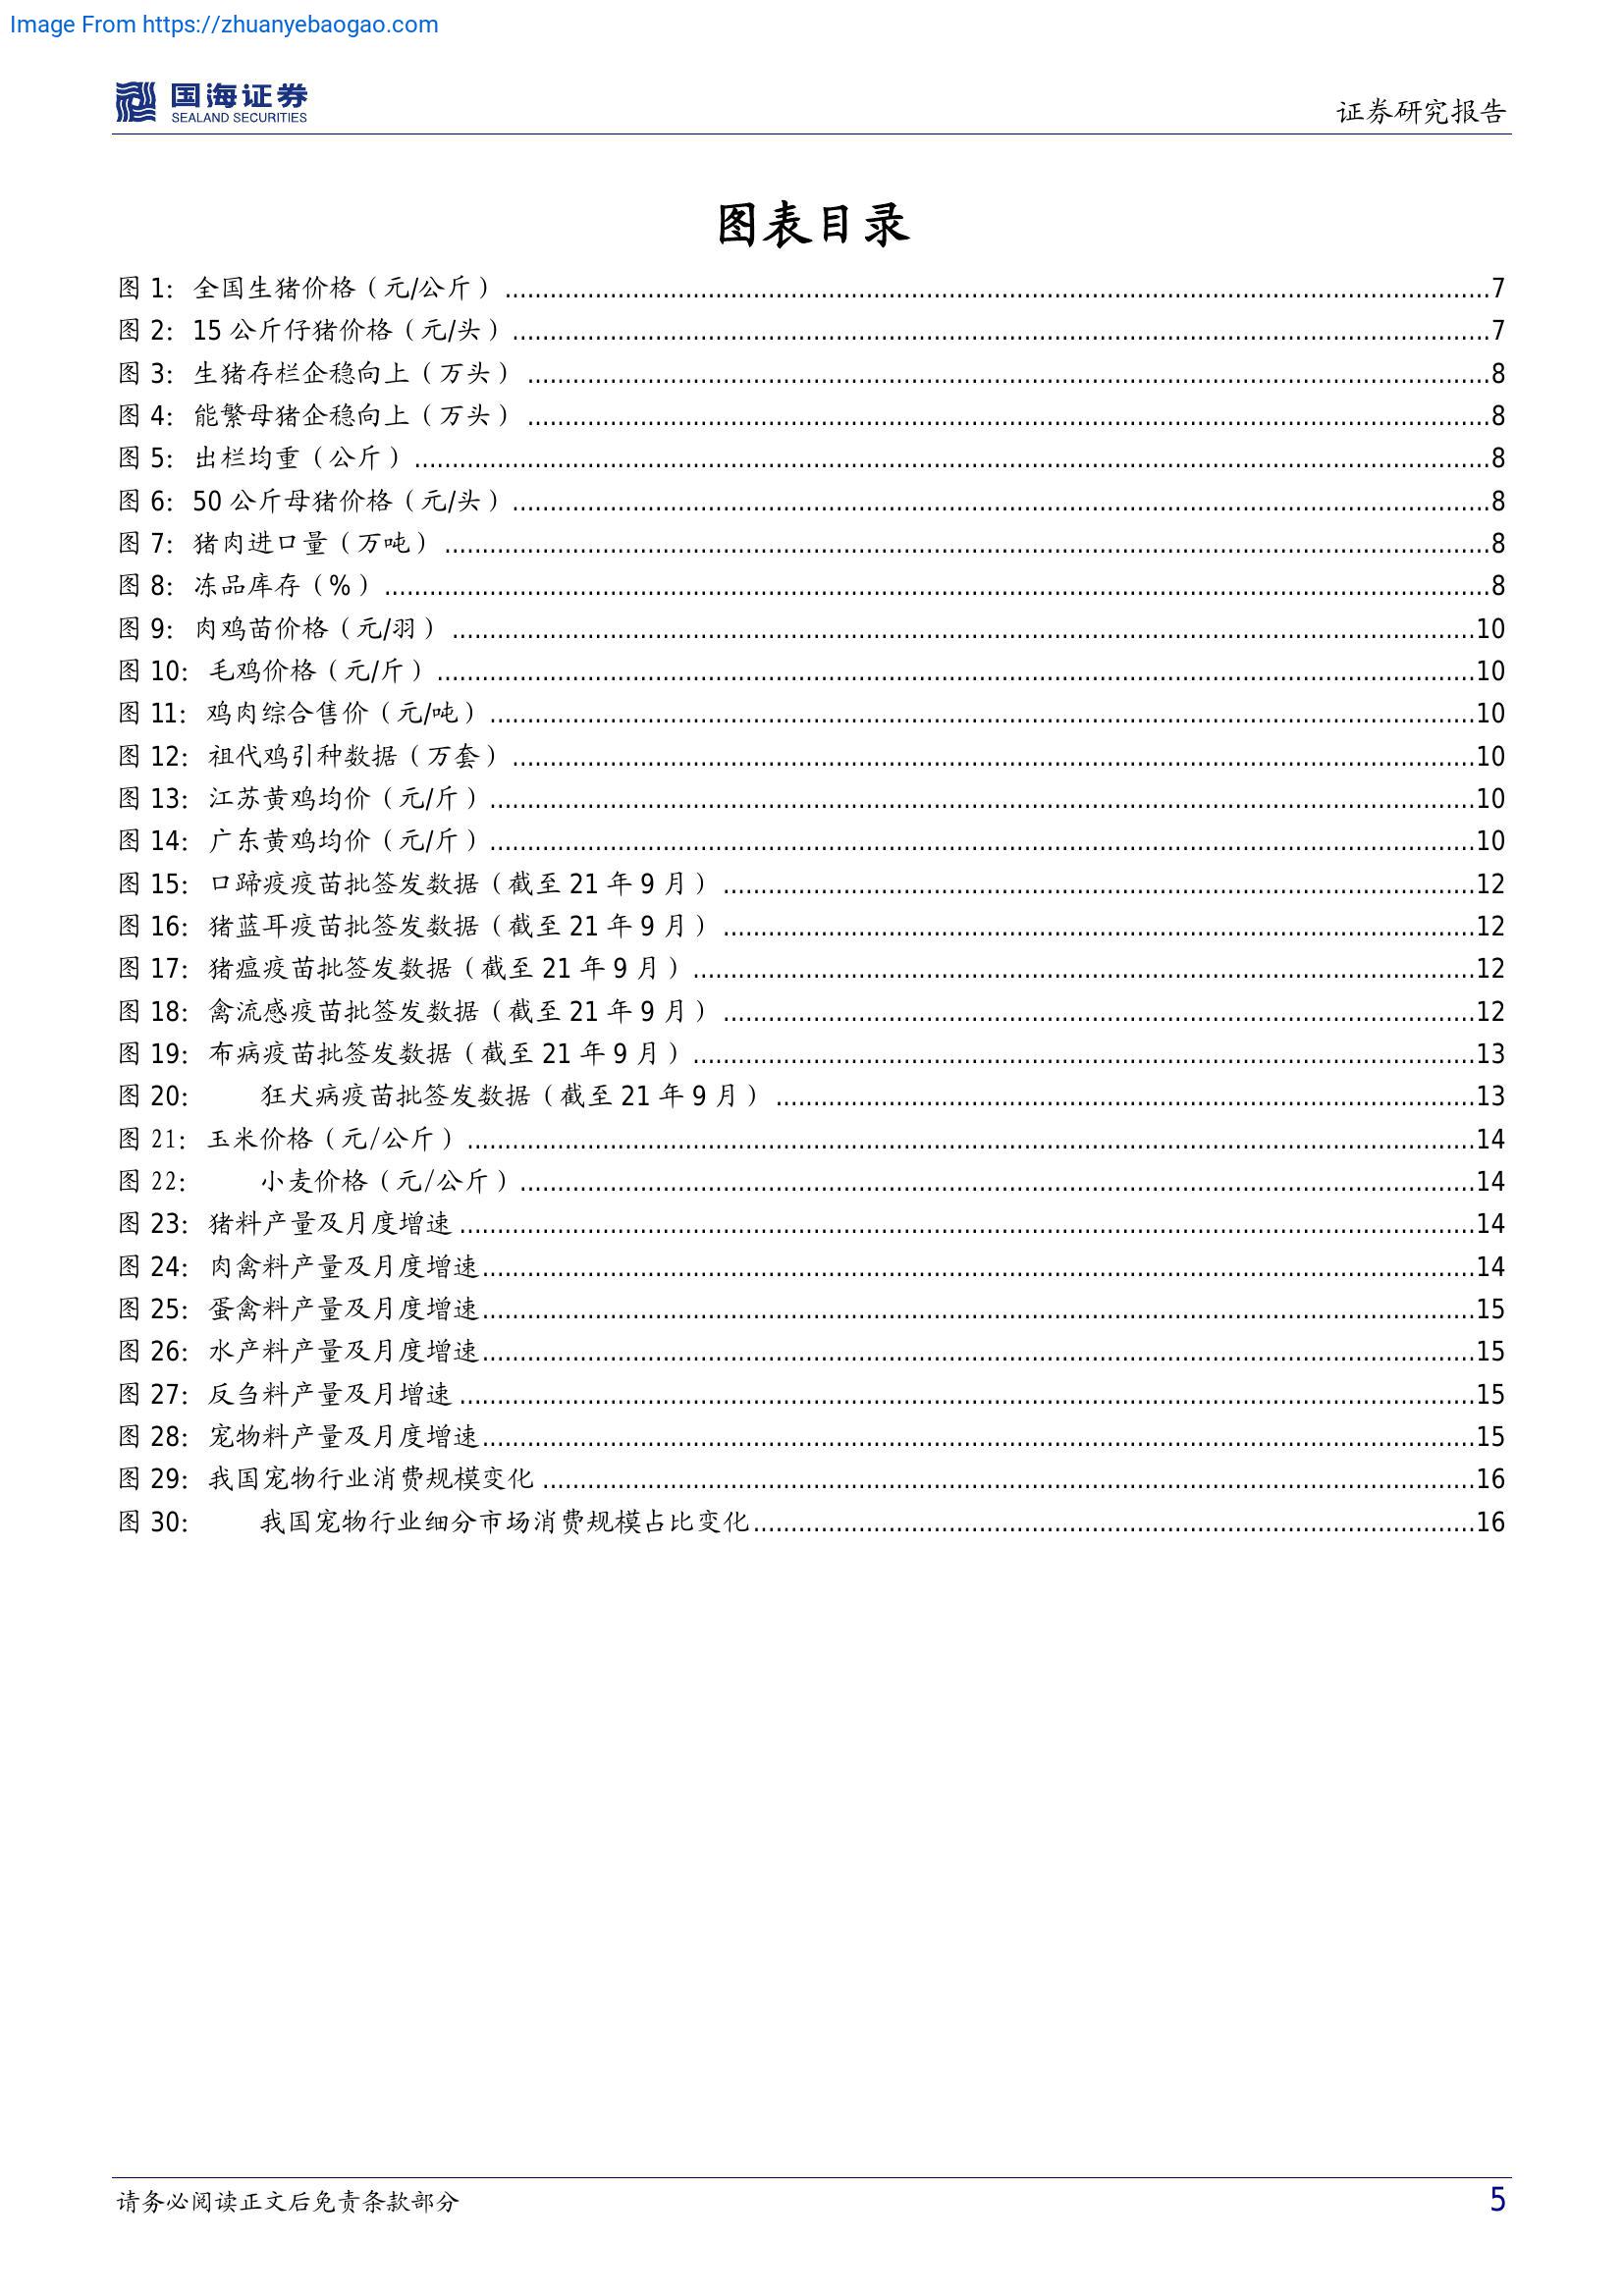 Image From https://zhuanyebaogao.com
国海证券
SEALAND SECURITIES
证券研究报告
图表目录
图 1：全国生猪价格（元/公斤）................7
图 2：15 公斤仔猪价格（元/头）................7
图 3：生猪存栏企稳向上（万头）................8
图 4：能繁母猪企稳向上（万头）................8
图 5：出栏均重（公斤）................8
图 6：50 公斤母猪价格（元/头）................8
图 7：猪肉进口量（万吨）................8
图 8：冻品库存（%）................8
图 9：肉鸡苗价格（元/羽）................10
图 10：毛鸡价格（元/斤）................10
图 11：鸡肉综合售价（元/吨）................10
图 12：祖代鸡引种数据（万套）................10
图 13：江苏黄鸡均价（元/斤）................10
图 14：广东黄鸡均价（元/斤）................10
图 15：口蹄疫疫苗批签发数据（截至 21 年 9 月）................12
图 16：猪蓝耳疫苗批签发数据（截至 21 年 9 月）................12
图 17：猪瘟疫苗批签发数据（截至 21 年 9 月）................12
图 18：禽流感疫苗批签发数据（截至 21 年 9 月）................12
图 19：布病疫苗批签发数据（截至 21 年 9 月）................13
图 20： 狂犬病疫苗批签发数据（截至 21 年 9 月）................13
图 21：玉米价格（元/公斤）................14
图 22： 小麦价格（元/公斤）................14
图 23：猪料产量及月度增速................14
图 24：肉禽料产量及月度增速................14
图 25：蛋禽料产量及月度增速................15
图 26：水产料产量及月度增速................15
图 27：反刍料产量及月增速................15
图 28：宠物料产量及月度增速................15
图 29：我国宠物行业消费规模变化................16
图 30： 我国宠物行业细分市场消费规模占比变化................16
请务必阅读正文后免责条款部分
5